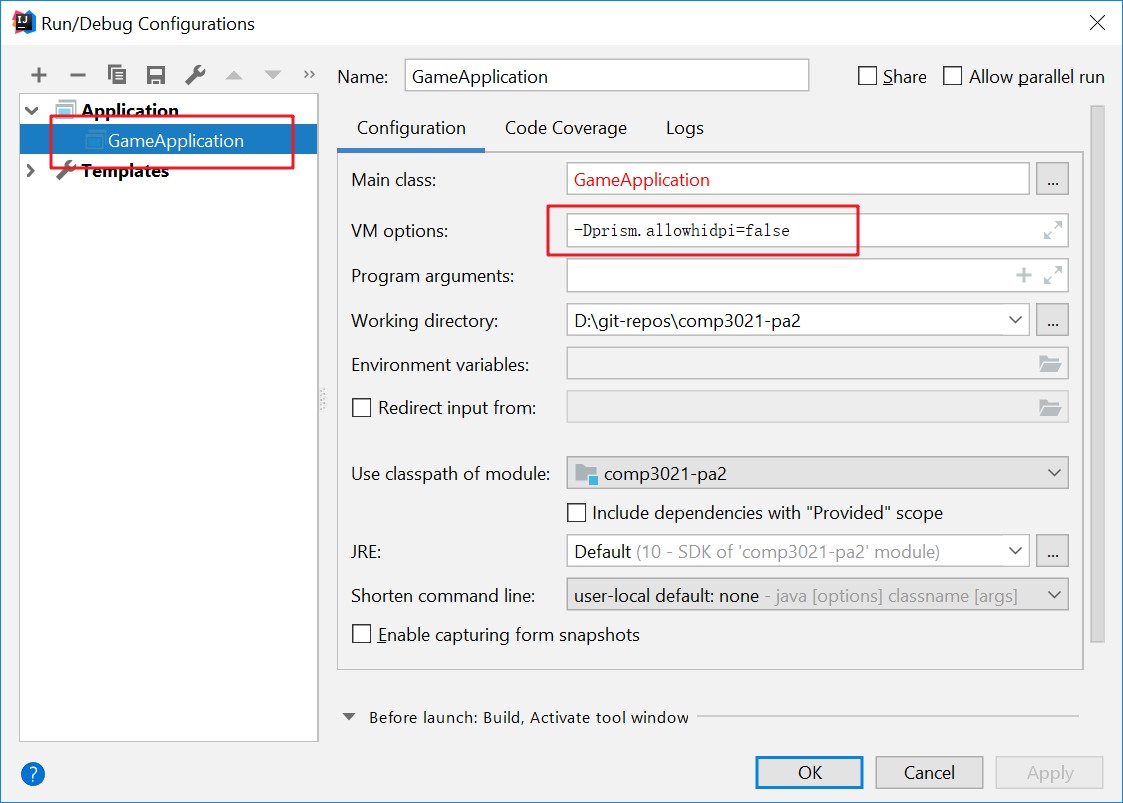 Run/Debug Configurations
Name: GameApplication Share Allow parallel run
Application
GameApplication
Templates
Configuration Code Coverage Logs
Main class: GameApplication ...
VM options: -Dprism.allowhidpi=false
Program arguments:
Working directory: D:\git-repos\comp3021-pa2 ...
Environment variables:
Redirect input from:
Use classpath of module: comp3021-pa2
Include dependencies with "Provided" scope
JRE: Default (10 - SDK of 'comp3021-pa2' module) ...
Shorten command line: user-local default: none - java [options] classname [args]
Enable capturing form snapshots
Before launch: Build, Activate tool window
? OK Cancel Apply